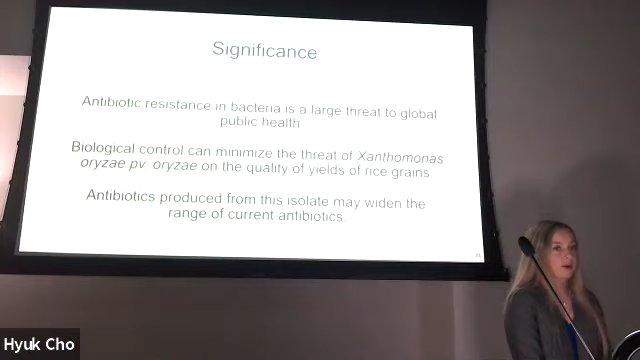 Significance
Antibiotic resistance in bacteria is a large threat to global
public health
Biological control can minimize the threat of Xanthomonas
oryzae pv oryzae on the quality of yields of rice grains
Antibiotics produced from this isolate may widen the
range of current antibiotics
Hyuk Cho